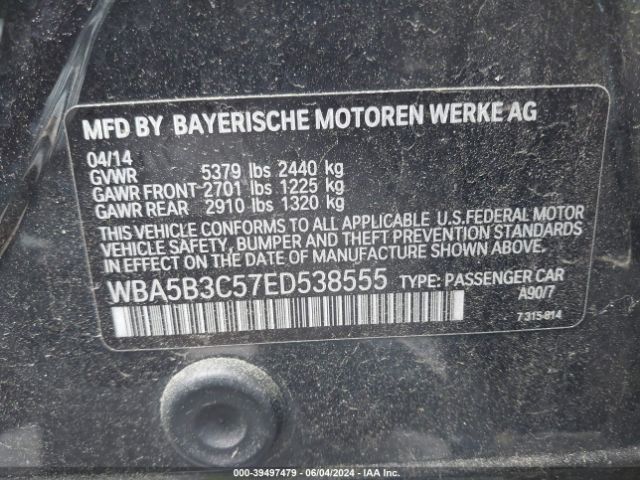 MFD BY BAYERISCHE MOTOREN WERKE AG
04/14
GVWR 5379 lbs 2440 kg
GAWR FRONT 2701 lbs 1225 kg
GAWR REAR 2910 lbs 1320 kg
THIS VEHICLE CONFORMS TO ALL APPLICABLE U.S.FEDERAL MOTOR
VEHICLE SAFETY, BUMPER AND THEFT PREVENTION STANDARDS
IN EFFECT ON THE DATE OF MANUFACTURE SHOWN ABOVE.
WBA5B3C57ED538555 TYPE: PASSENGER CAR
A90/7
7 315-814
000-39497479 - 06/04/2024 - IAAI.com